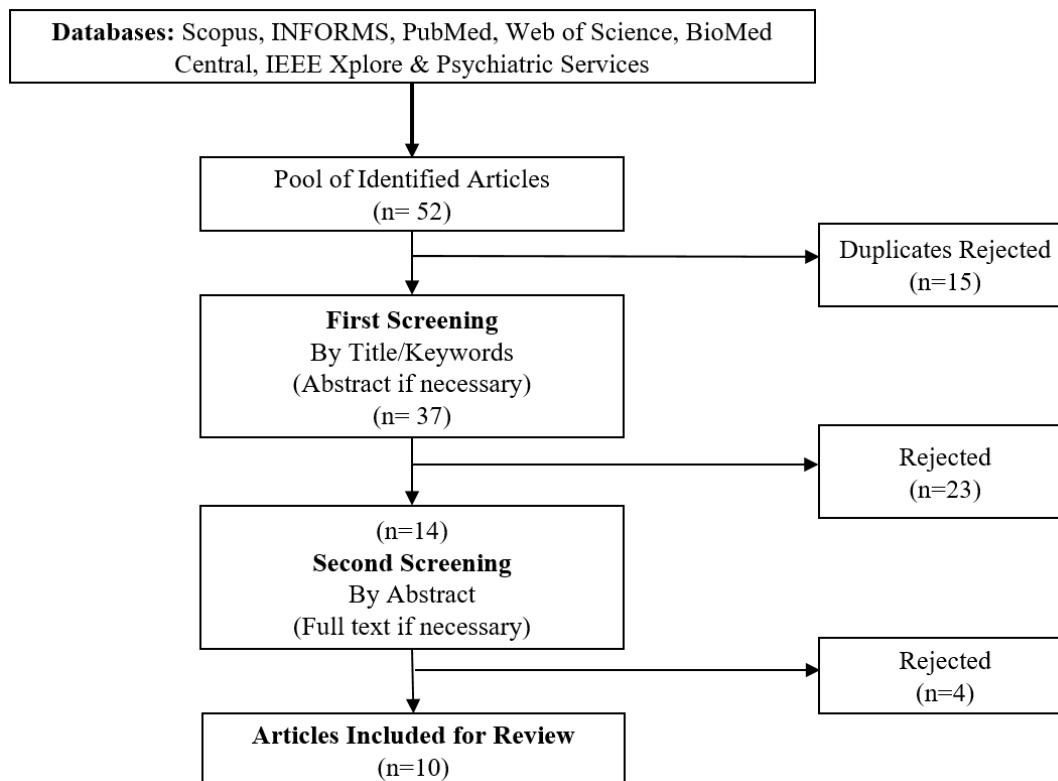 Databases: Scopus, INFORMS, PubMed, Web of Science, BioMed
Central, IEEE Xplore & Psychiatric Services
Pool of Identified Articles
(n= 52)
Duplicates Rejected
(n=15)
First Screening
By Title/Keywords
(Abstract if necessary)
(n= 37)
Rejected
(n=23)
(n=14)
Second Screening
By Abstract
(Full text if necessary)
Rejected
(n=4)
Articles Included for Review
(n=10)